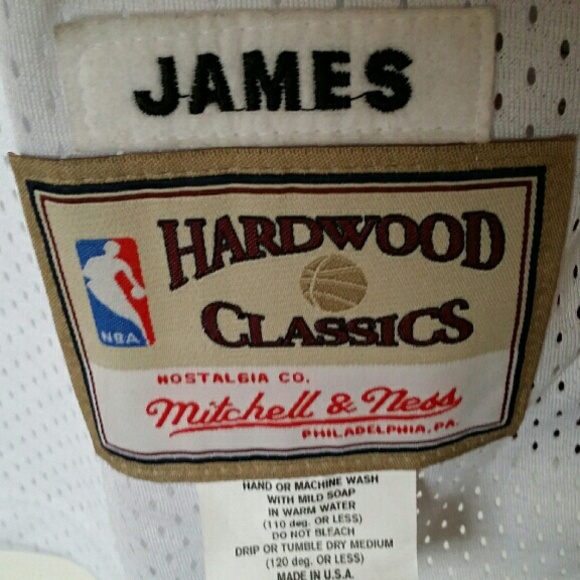 JAMES
HARDWOOD
CLASSICS
NBA
NOSTALGIA CO.
Mitchell & Ness
PHILADELPHIA, PA.
HAND OR MACHINE WASH
WITH MILD SOAP
IN WARM WATER
(110 deg. OR LESS)
DO NOT BLEACH
DRIP OR TUMBLE DRY MEDIUM
(120 deg. OR LESS)
MADE IN U.S.A.